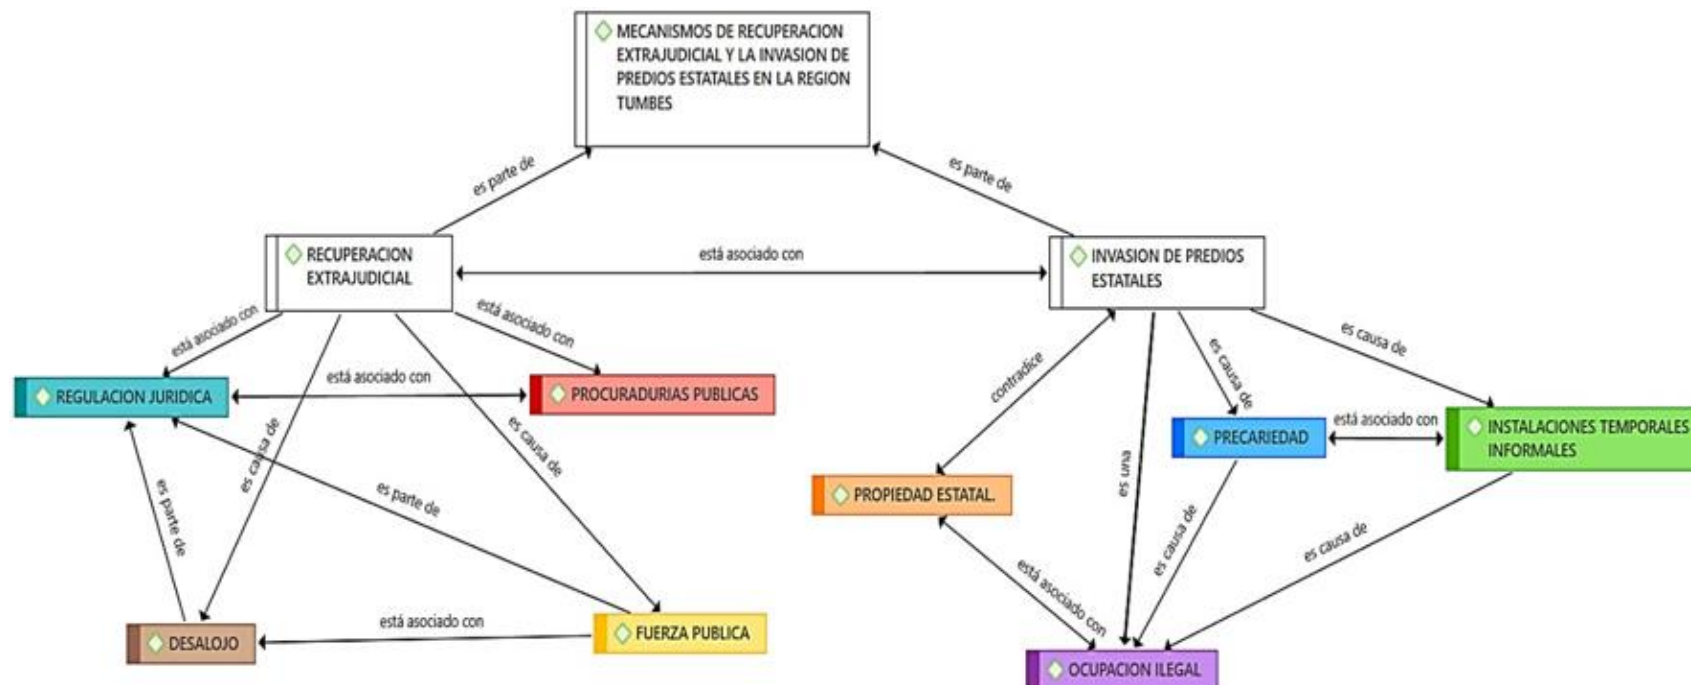 MECANISMOS DE RECUPERACION
EXTRAJUDICIAL Y LA INVASION DE
PREDIOS ESTATALES EN LA REGION
TUMBES
es parte de
es parte de
RECUPERACION
EXTRAJUDICIAL
está asociado con
INVASION DE PREDIOS
ESTATALES
está asociado con
está asociado con
contradice
es causa de
es causa de
REGULACION JURIDICA
está asociado con
PROCURADURIAS PUBLICAS
PRECARIEDAD
está asociado con
INSTALACIONES TEMPORALES
INFORMALES
es causa de
es causa de
es una
PROPIEDAD ESTATAL.
es parte de
es parte de
es causa de
es causa de
está asociado con
DESALOJO
está asociado con
FUERZA PUBLICA
OCUPACION ILEGAL